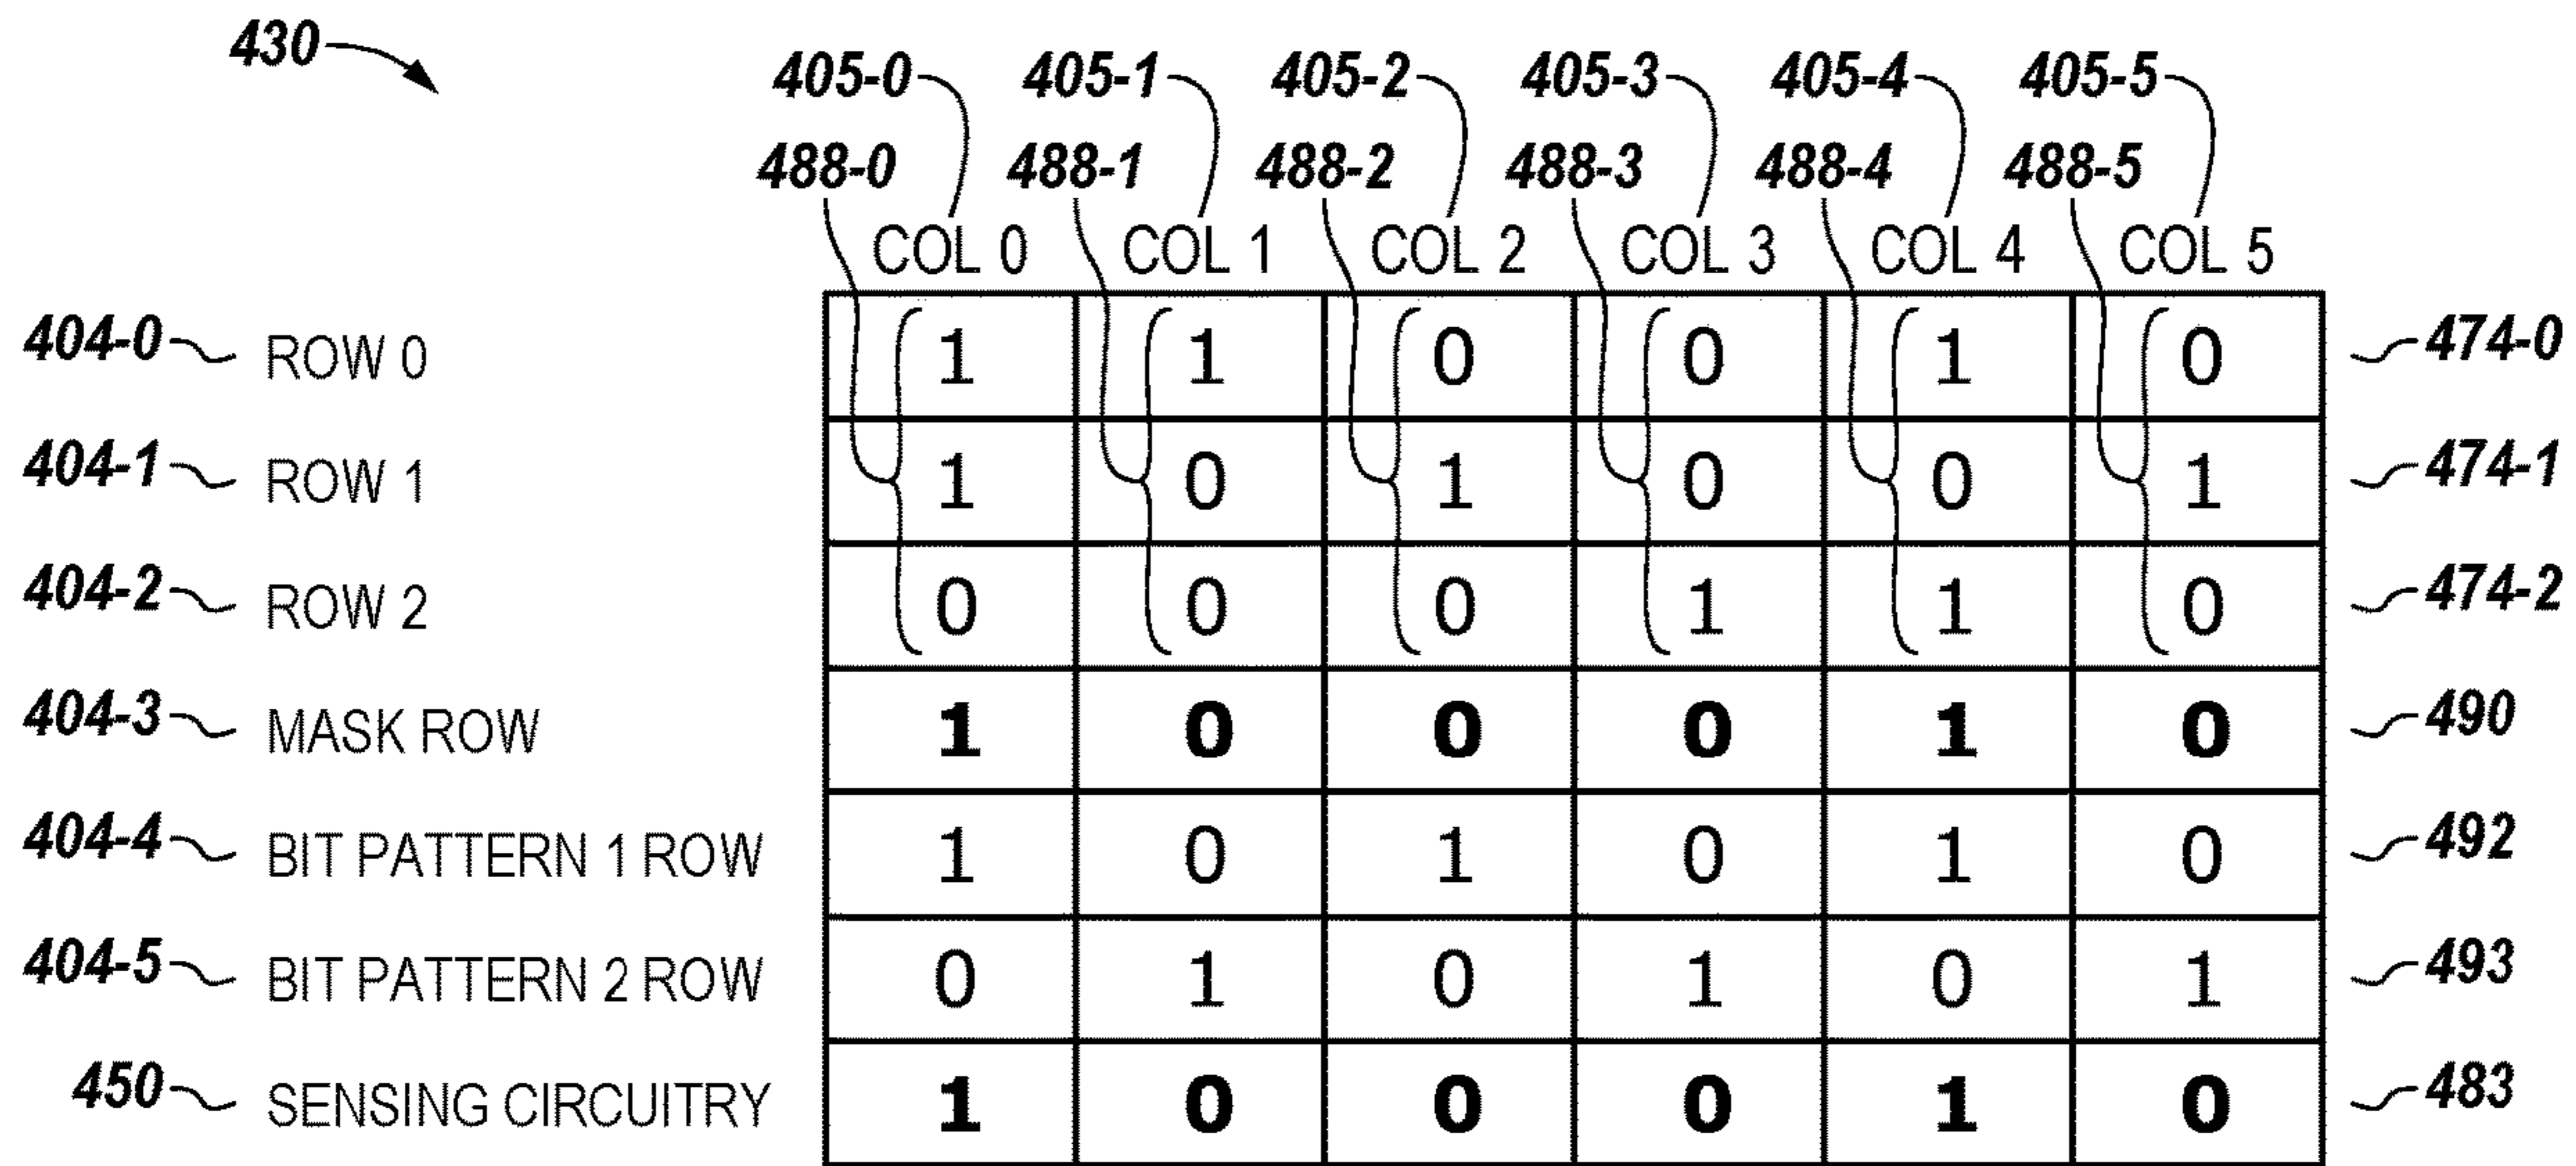 430
405-0 405-1 405-2 405-3 405-4 405-5
488-0 488-1 488-2 488-3 488-4 488-5
COL 0 COL 1 COL 2 COL 3 COL 4 COL 5
404-0 ROW 0 1 1 0 0 1 0 474-0
404-1 ROW 1 1 0 1 0 0 1 474-1
404-2 ROW 2 0 0 0 1 1 0 474-2
404-3 MASK ROW 1 0 0 0 1 0 490
404-4 BIT PATTERN 1 ROW 1 0 1 0 1 0 492
404-5 BIT PATTERN 2 ROW 0 1 0 1 0 1 493
450 SENSING CIRCUITRY 1 0 0 0 1 0 483